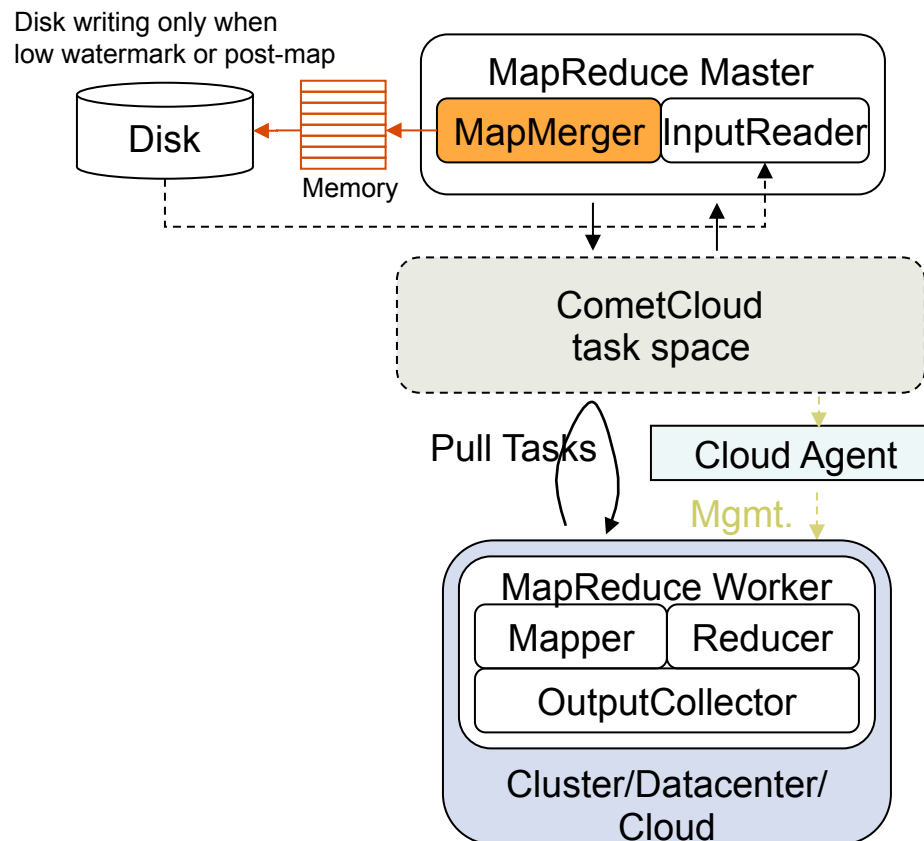 Disk writing only when
low watermark or post-map
MapReduce Master
MapMerger
InputReader
Disk
Memory
CometCloud
task space
Pull Tasks
Cloud Agent
Mgmt.
MapReduce Worker
Mapper
Reducer
OutputCollector
Cluster/Datacenter/
Cloud